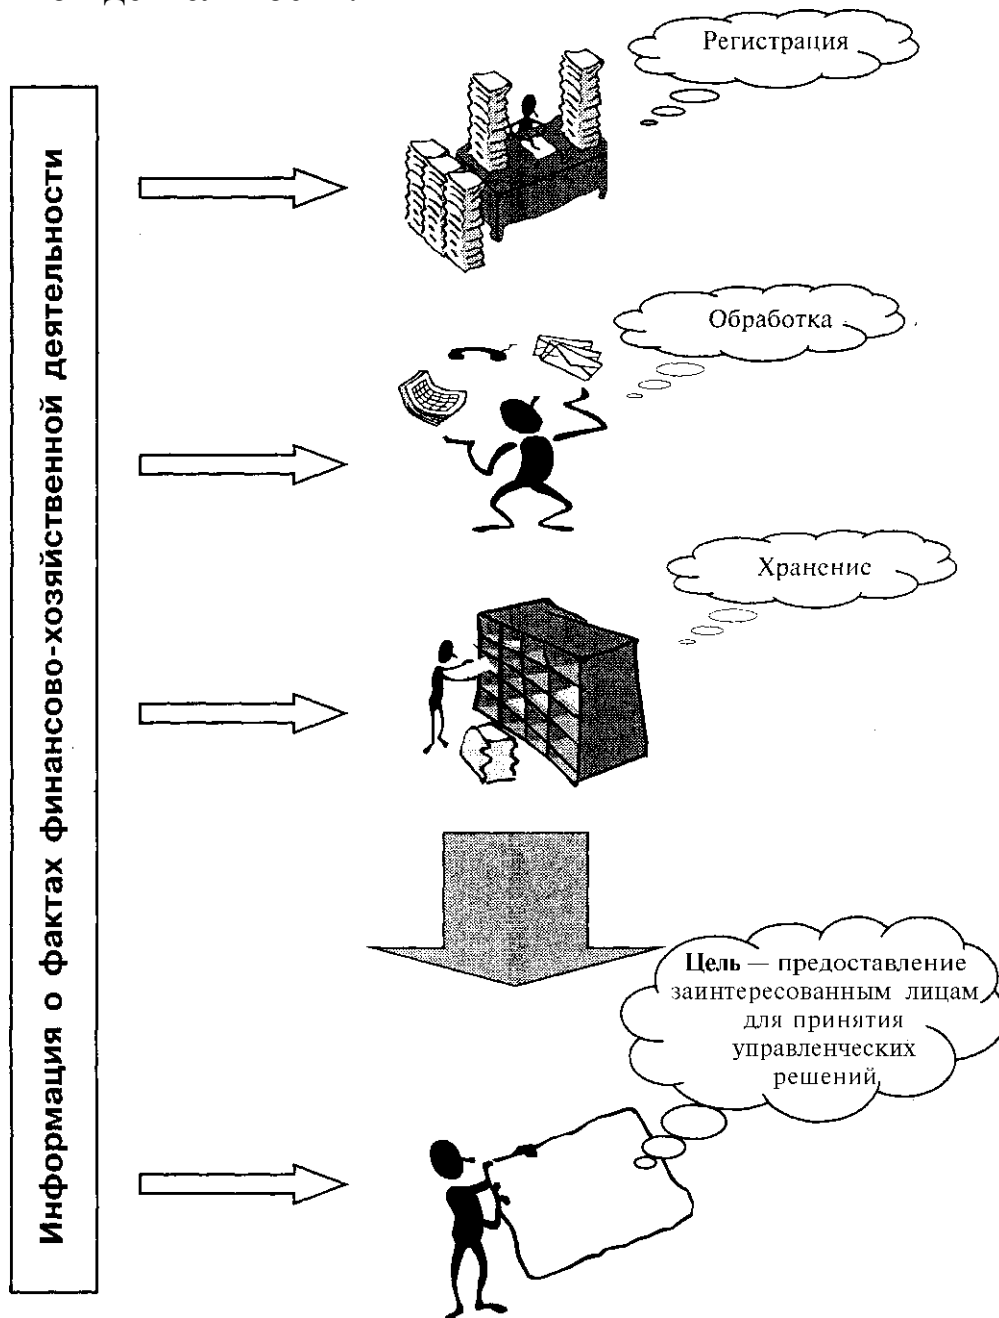 Регистрация
Обработка
Хранение
Цель — предоставление
заинтересованным лицам
для принятия
управленческих
решений
Информация о фактах финансово-хозяйственной деятельности